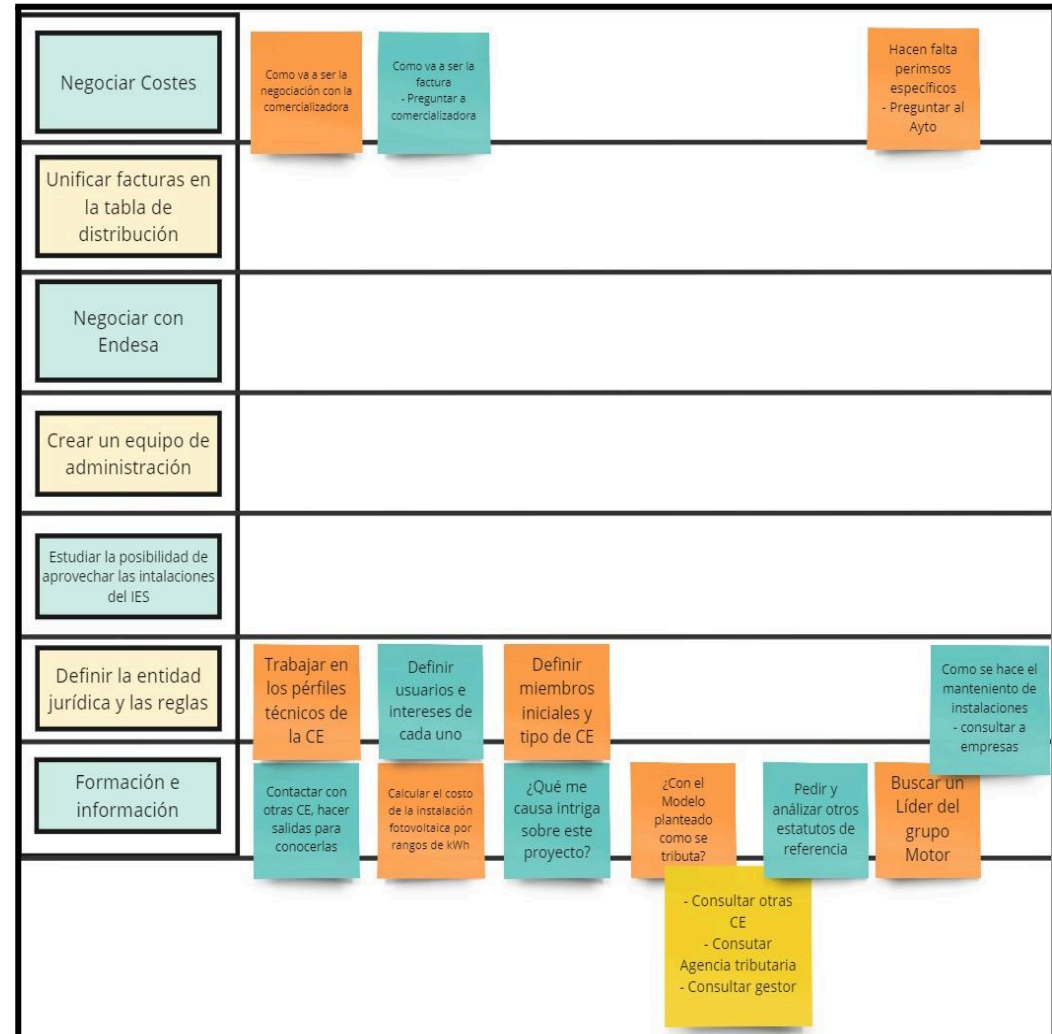 Negociar Costes
Como va a ser la
negociación con la
comercializadora
Como va a ser la
factura
- Preguntar a
comercializadora
Hacen falta
perimsos
específicos
- Preguntar al
Ayto
Unificar facturas en
la tabla de
distribución
Negociar con
Endesa
Crear un equipo de
administración
Estudiar la posibilidad de
aprovechar las intalaciones
del IES
Definir la entidad
jurídica y las reglas
Trabajar en
los pérfiles
técnicos de
la CE
Definir
usuarios e
intereses de
cada uno
Definir
miembros
iniciales y
tipo de CE
Como se hace el
manteniento de
instalaciones
- consultar a
empresas
Formación e
información
Contactar con
otras CE, hacer
salidas para
conocerlas
Calcular el costo
de la instalación
fotovoltaica por
rangos de kWh
¿Qué me
causa intriga
sobre este
proyecto?
¿Con el
Modelo
planteado
como se
tributa?
Pedir y
análizar otros
estatutos de
referencia
Buscar un
Líder del
grupo
Motor
- Consultar otras
CE
- Consutar
Agencia tributaria
- Consultar gestor